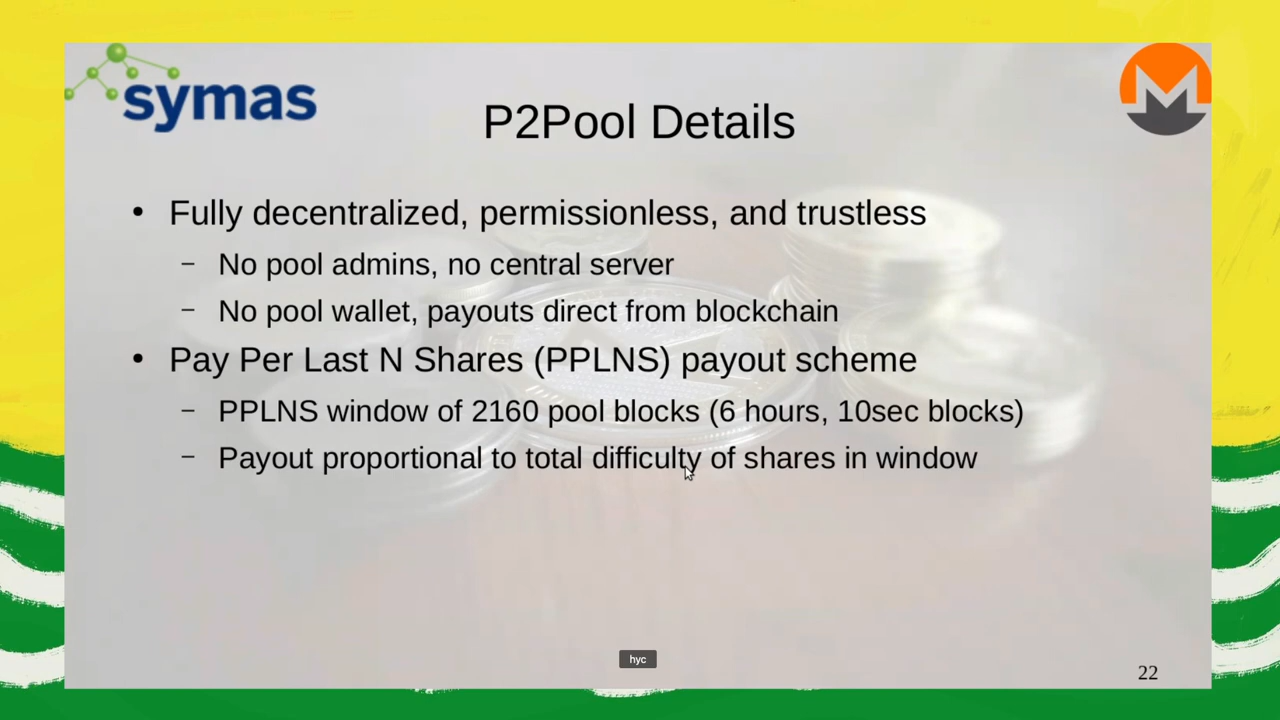 symas
P2Pool Details
• Fully decentralized, permissionless, and trustless
– No pool admins, no central server
– No pool wallet, payouts direct from blockchain
• Pay Per Last N Shares (PPLNS) payout scheme
– PPLNS window of 2160 pool blocks (6 hours, 10sec blocks)
– Payout proportional to total difficulty of shares in window
hyc
22